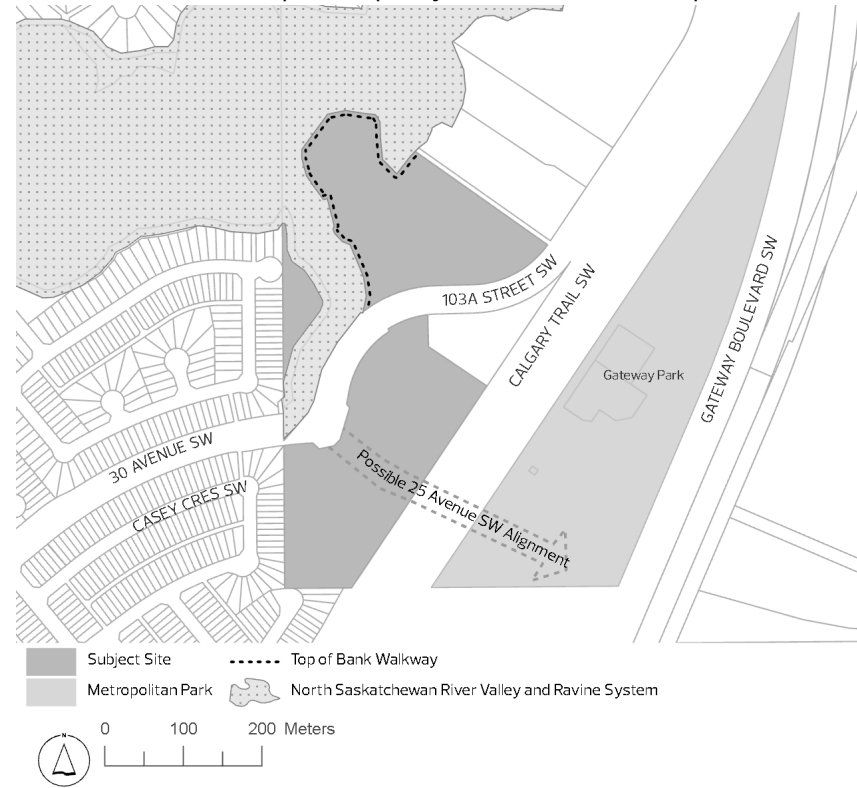 103A STREET SW
CALGARY TRAIL SW
GATEWAY BOULEVARD SW
Gateway Park
30 AVENUE SW
CASEY CRES SW
Possible 25 Avenue SW Alignment
Subject Site
Top of Bank Walkway
Metropolitan Park
North Saskatchewan River Valley and Ravine System
0 100 200 Meters
N